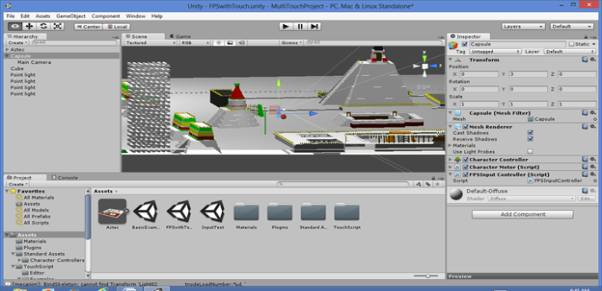 Unity - FPSwithTouch.unity - MultiTouchProject - PC, Mac & Linux Standalone*
File Edit Assets GameObject Component Window Help
Center Local Layers Default
Hierarchy
Create All
Aztec
Capsule
Main Camera
Cube
Point light
Point light
Point light
Point light
Scene Game
Textured RGB Gizmos All
Inspector
Capsule Static
Tag Untagged Layer Default
Transform
Position
X 0 Y 3 Z 0
Rotation
X 0 Y 0 Z 0
Scale
X 1 Y 1 Z 1
Capsule (Mesh Filter)
Mesh Capsule
Mesh Renderer
Cast Shadows
Receive Shadows
Materials
Use Light Probes
Character Controller
Character Motor (Script)
FPSInput Controller (Script)
Script FPSInputController
Default-Diffuse
Shader Diffuse Edit...
Add Component
Preview
Project Console
Create
Favorites
All Materials
All Models
All Prefabs
All Scripts
Assets
Materials
Plugins
Standard Assets
Character Controllers
TouchScript
Editor
Assets
Aztec BasicExam... FPSwithTo... InputTest Materials Plugins Standard A... TouchScript